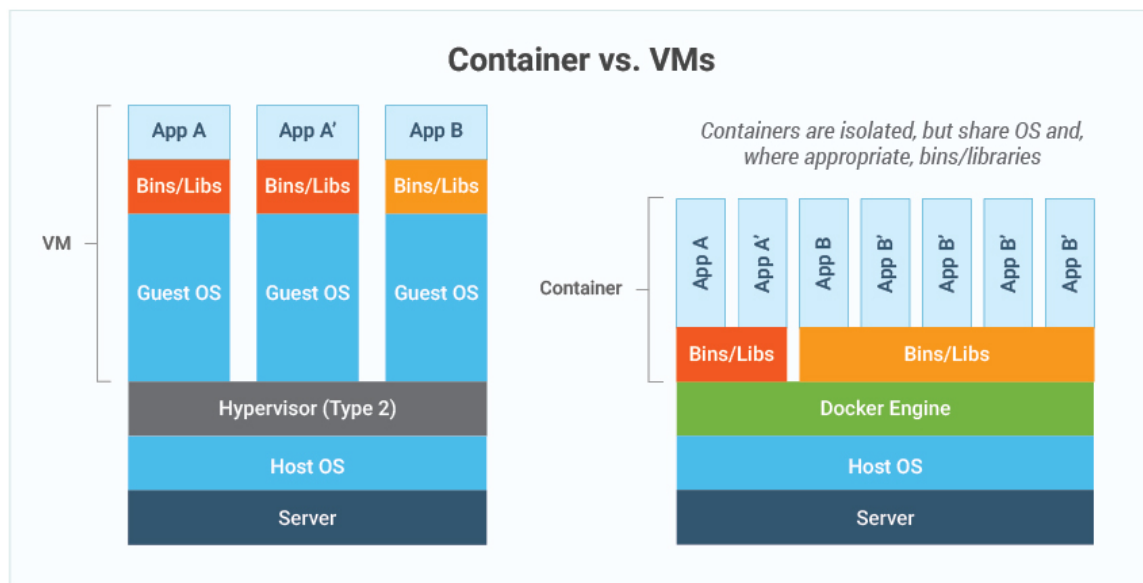 Container vs. VMs
App A
App A’
App B
Bins/Libs
Bins/Libs
Bins/Libs
VM
Guest OS
Guest OS
Guest OS
Hypervisor (Type 2)
Host OS
Server
Containers are isolated, but share OS and,
where appropriate, bins/libraries
Container
App A
App A’
App B
App B’
App B’
App B’
App B’
Bins/Libs
Bins/Libs
Docker Engine
Host OS
Server